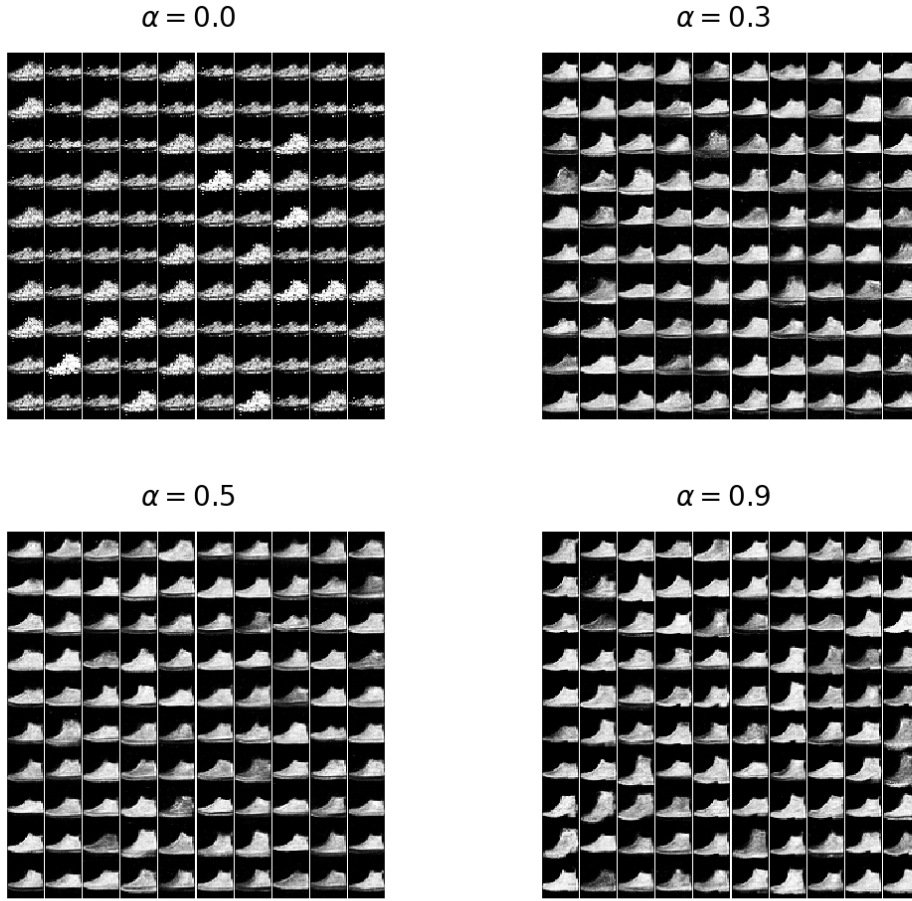 α = 0.0
α = 0.3
α = 0.5
α = 0.9